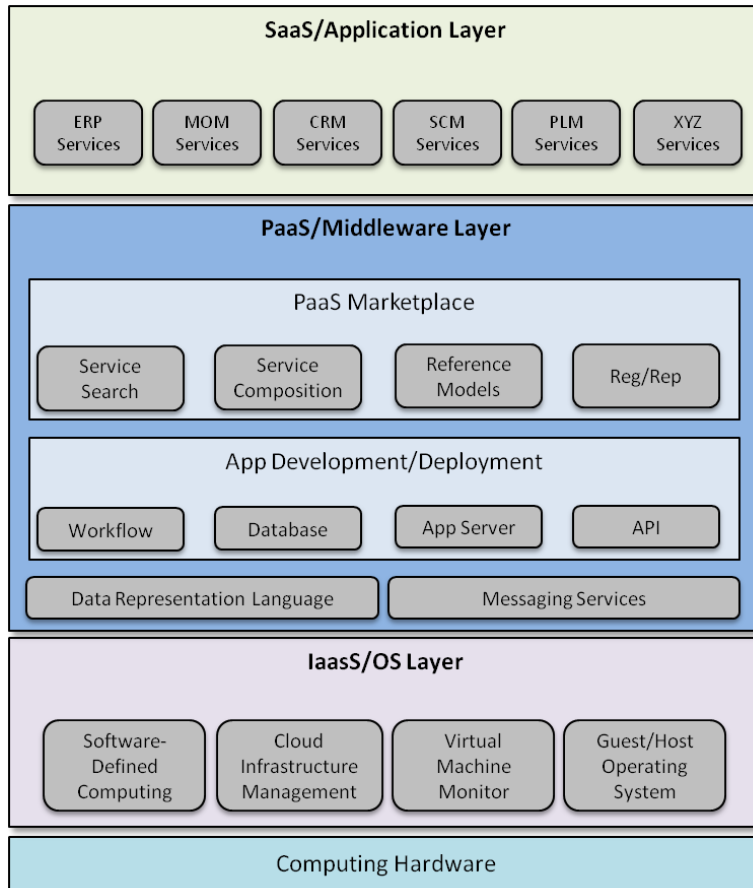 SaaS/Application Layer
ERP
Services
MOM
Services
CRM
Services
SCM
Services
PLM
Services
XYZ
Services
PaaS/Middleware Layer
PaaS Marketplace
Service
Search
Service
Composition
Reference
Models
Reg/Rep
App Development/Deployment
Workflow
Database
App Server
API
Data Representation Language
Messaging Services
IaasS/OS Layer
Software-
Defined
Computing
Cloud
Infrastructure
Management
Virtual
Machine
Monitor
Guest/Host
Operating
System
Computing Hardware